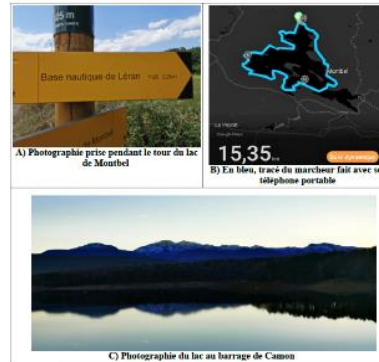 Base nautique de Léran
A) Photographie prise pendant le tour du lac
de Montbel
Montbel
15,35
B) En bleu, tracé du marcheur fait avec so
téléphone portable
C) Photographie du lac au barrage de Camon